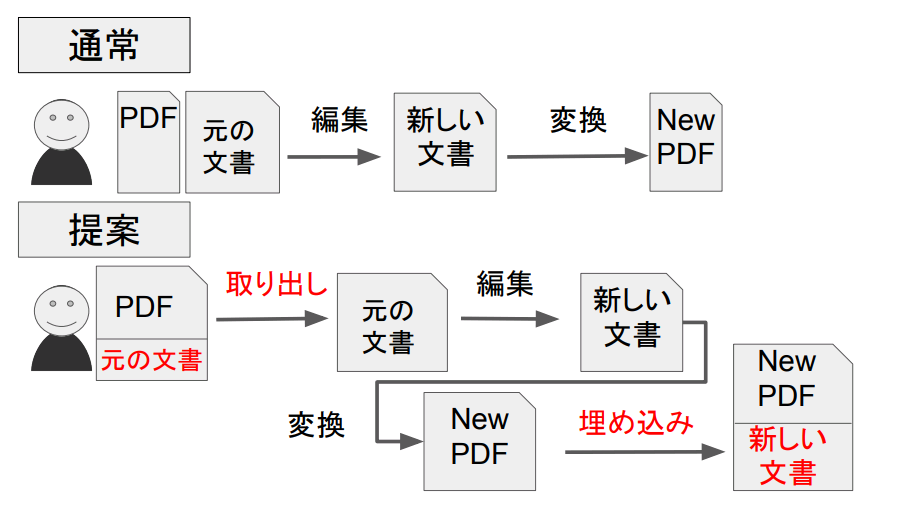 通常
PDF
元の
文書
編集
新しい
文書
変換
New
PDF
提案
PDF
元の文書
取り出し
元の
文書
編集
新しい
文書
変換
New
PDF
埋め込み
New
PDF
新しい
文書